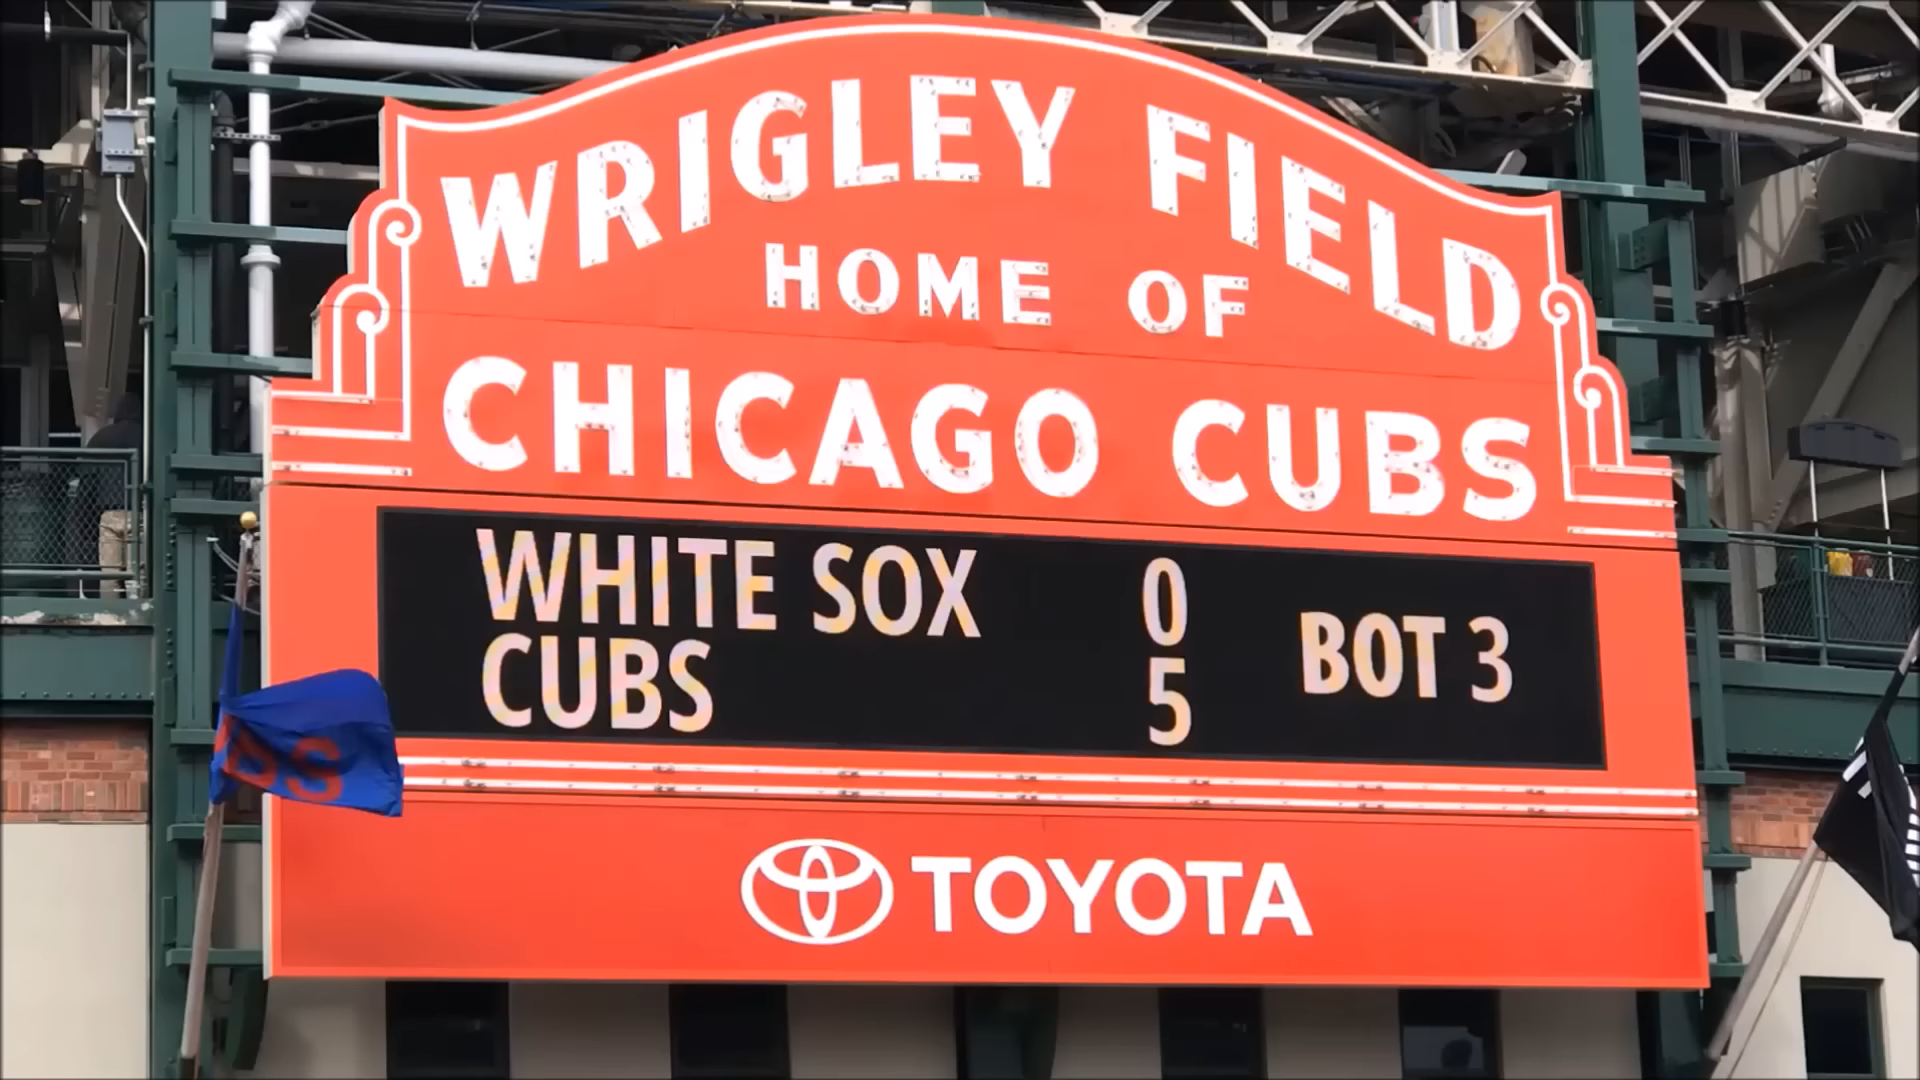 WRIGLEY FIELD
HOME OF
CHICAGO CUBS
WHITE SOX 0
CUBS 5
BOT 3
TOYOTA